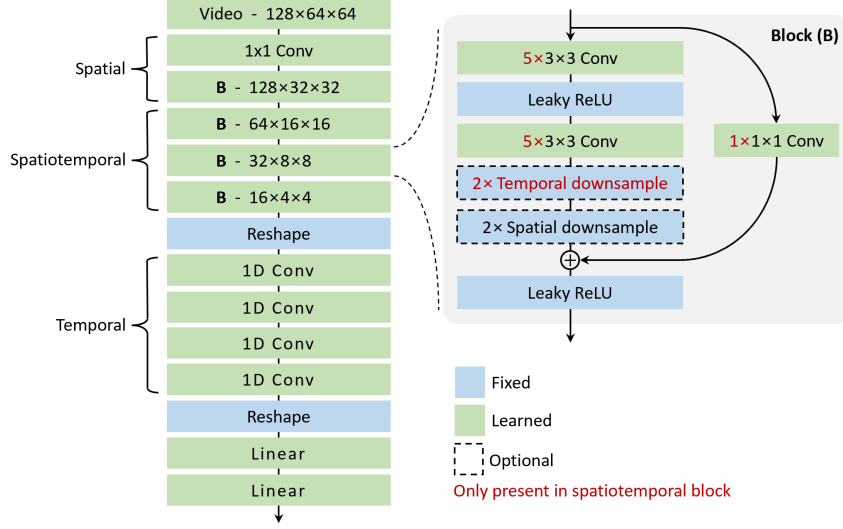 Video - 128×64×64
Spatial
1x1 Conv
B - 128×32×32
Spatiotemporal
B - 64×16×16
B - 32×8×8
B - 16×4×4
Reshape
Temporal
1D Conv
1D Conv
1D Conv
1D Conv
Reshape
Linear
Linear
Block (B)
5×3×3 Conv
Leaky ReLU
5×3×3 Conv
1×1×1 Conv
2× Temporal downsample
2× Spatial downsample
+
Leaky ReLU
Fixed
Learned
Optional
Only present in spatiotemporal block